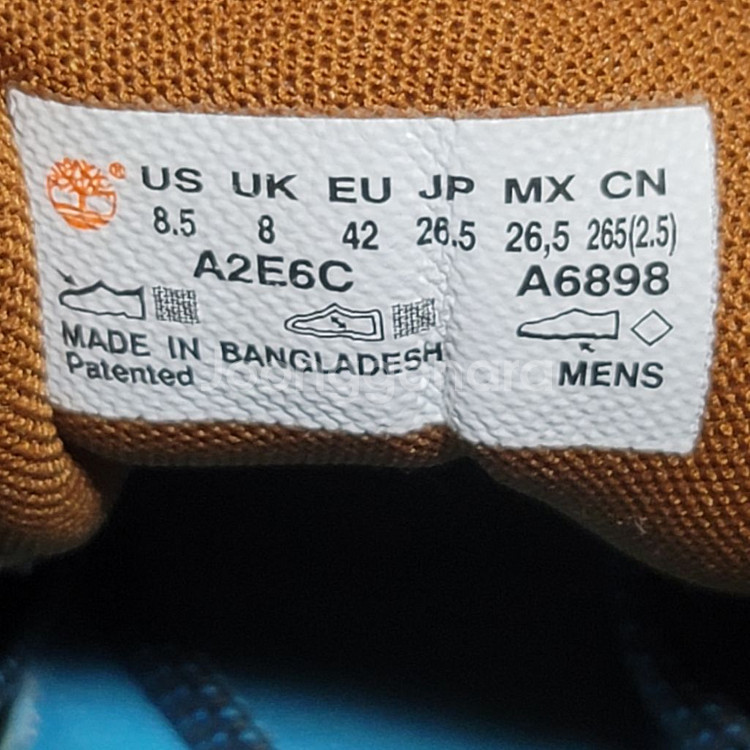 ® US UK EU JP MX CN
8.5 8 42 26.5 26,5 265(2.5)
A2E6C A6898
MADE IN BANGLADESH
Patented MENS